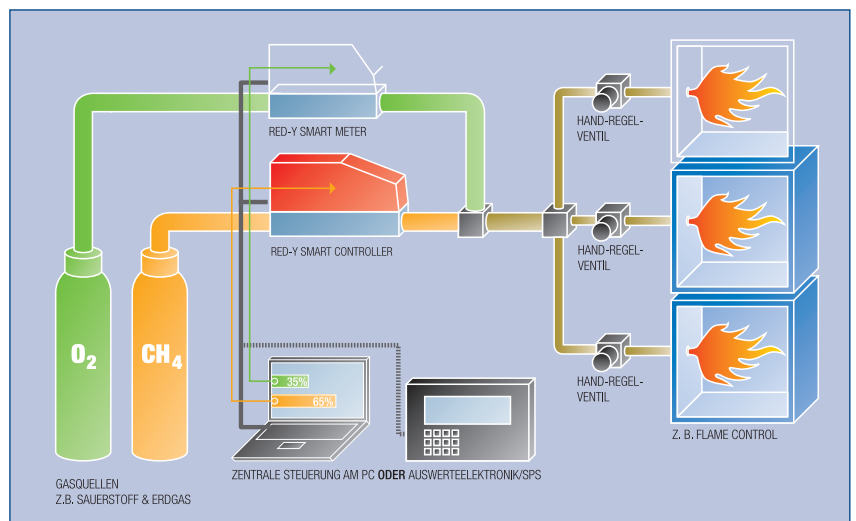 RED-Y SMART METER
HAND-REGEL-
VENTIL
RED-Y SMART CONTROLLER
HAND-REGEL-
VENTIL
O2
CH4
35%
65%
HAND-REGEL-
VENTIL
Z. B. FLAME CONTROL
ZENTRALE STEUERUNG AM PC ODER AUSWERTEELEKTRONIK/SPS
GASQUELLEN
Z.B. SAUERSTOFF & ERDGAS